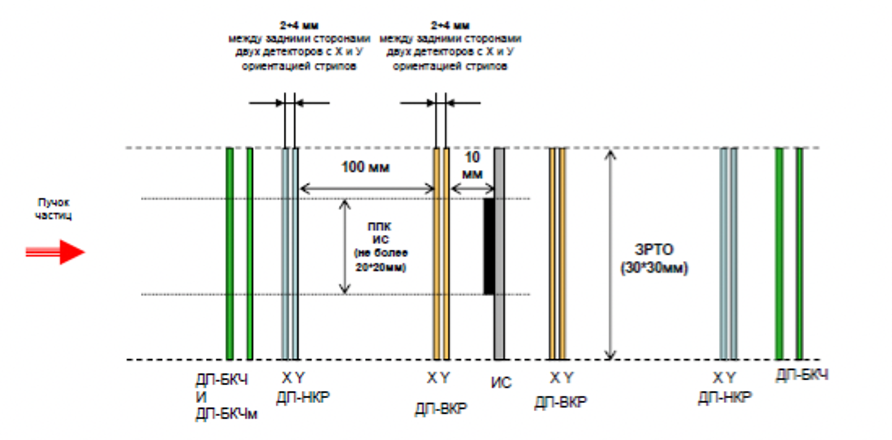 2÷4 мм
между задними сторонами
двух детекторов с X и У
ориентацией стрипов
2÷4 мм
между задними сторонами
двух детекторов с X и У
ориентацией стрипов
100 мм
10
мм
Пучок
частиц
ППК
ИС
(не более
20*20мм)
ЗРТО
(30*30мм)
ДП-БКЧ
И
ДП-БКЧм
X Y
ДП-НКР
X Y
ДП-ВКР
ИС
X Y
ДП-ВКР
X Y
ДП-НКР
ДП-БКЧ